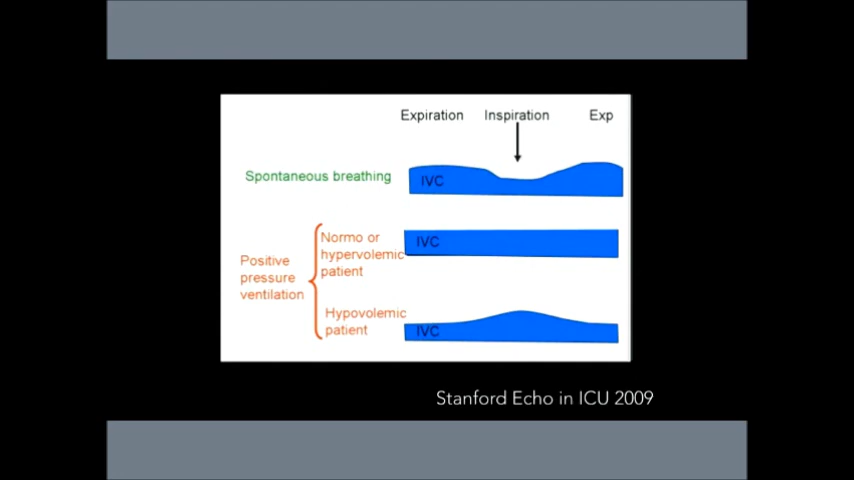 Expiration Inspiration Exp
Spontaneous breathing
IVC
Positive
pressure
ventilation
Normo or
hypervolemic
patient
IVC
Hypovolemic
patient
IVC
Stanford Echo in ICU 2009